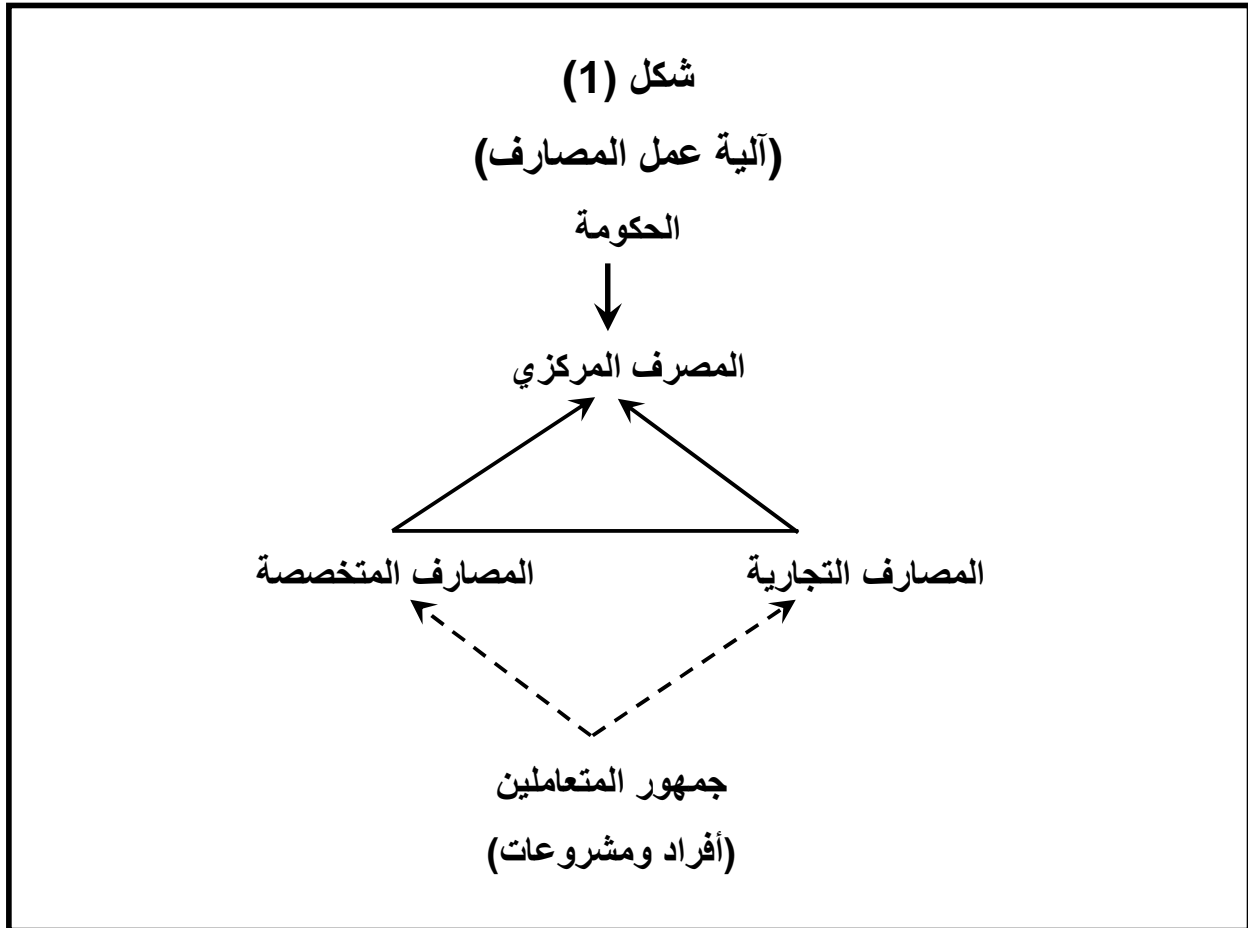 شكل (1)
(آلية عمل المصارف)
الحكومة
المصرف المركزي
المصارف التجارية
المصارف المتخصصة
جمهور المتعاملين
(أفراد ومشروعات)